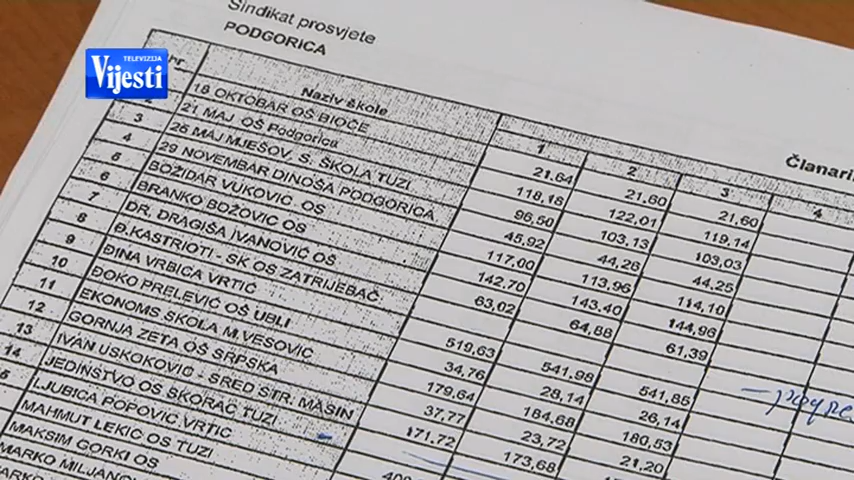 Sindikat prosvjete
PODGORICA
TELEVIZIJA
Vijesti
Naziv škole
Članari
1 2 3 4
18 OKTOBAR OŠ BIOČE 21,64 21,60 21,60
3 21 MAJ OŠ Podgorica 118,18 122,01 119,14
4 26 MAJ MJEŠOV. S. ŠKOLA TUZI 96,50 103,13 103,03
5 29 NOVEMBAR DINOŠA PODGORICA 45,92 44,26 44,25
6 BOŽIDAR VUKOVIĆ OŠ 117,00 113,96 114,10
7 BRANKO BOŽOVIĆ OŠ 142,70 143,40 144,96
8 DR. DRAGIŠA IVANOVIĆ OŠ 63,02 64,88 61,39
9 Đ.KASTRIOTI - SK OŠ ZATRIJEBAČ
10 ĐINA VRBICA VRTIĆ 519,63 541,98 541,86
11 ĐOKO PRELEVIĆ OŠ UBLI 34,76 28,14 26,14
12 EKONOMS.ŠKOLA M.VESOVIĆ 179,64 184,68 180,53
13 GORNJA ZETA OŠ SRPSKA 37,77 23,72 21,20
14 IVAN USKOKOVIĆ - SRED STR. MAŠIN 171,72 173,68
JEDINSTVO OŠ SKORAĆ TUZI
LJUBICA POPOVIĆ VRTIĆ
MAHMUT LEKIĆ OŠ TUZI
MAKSIM GORKI OŠ
MARKO MILJANO